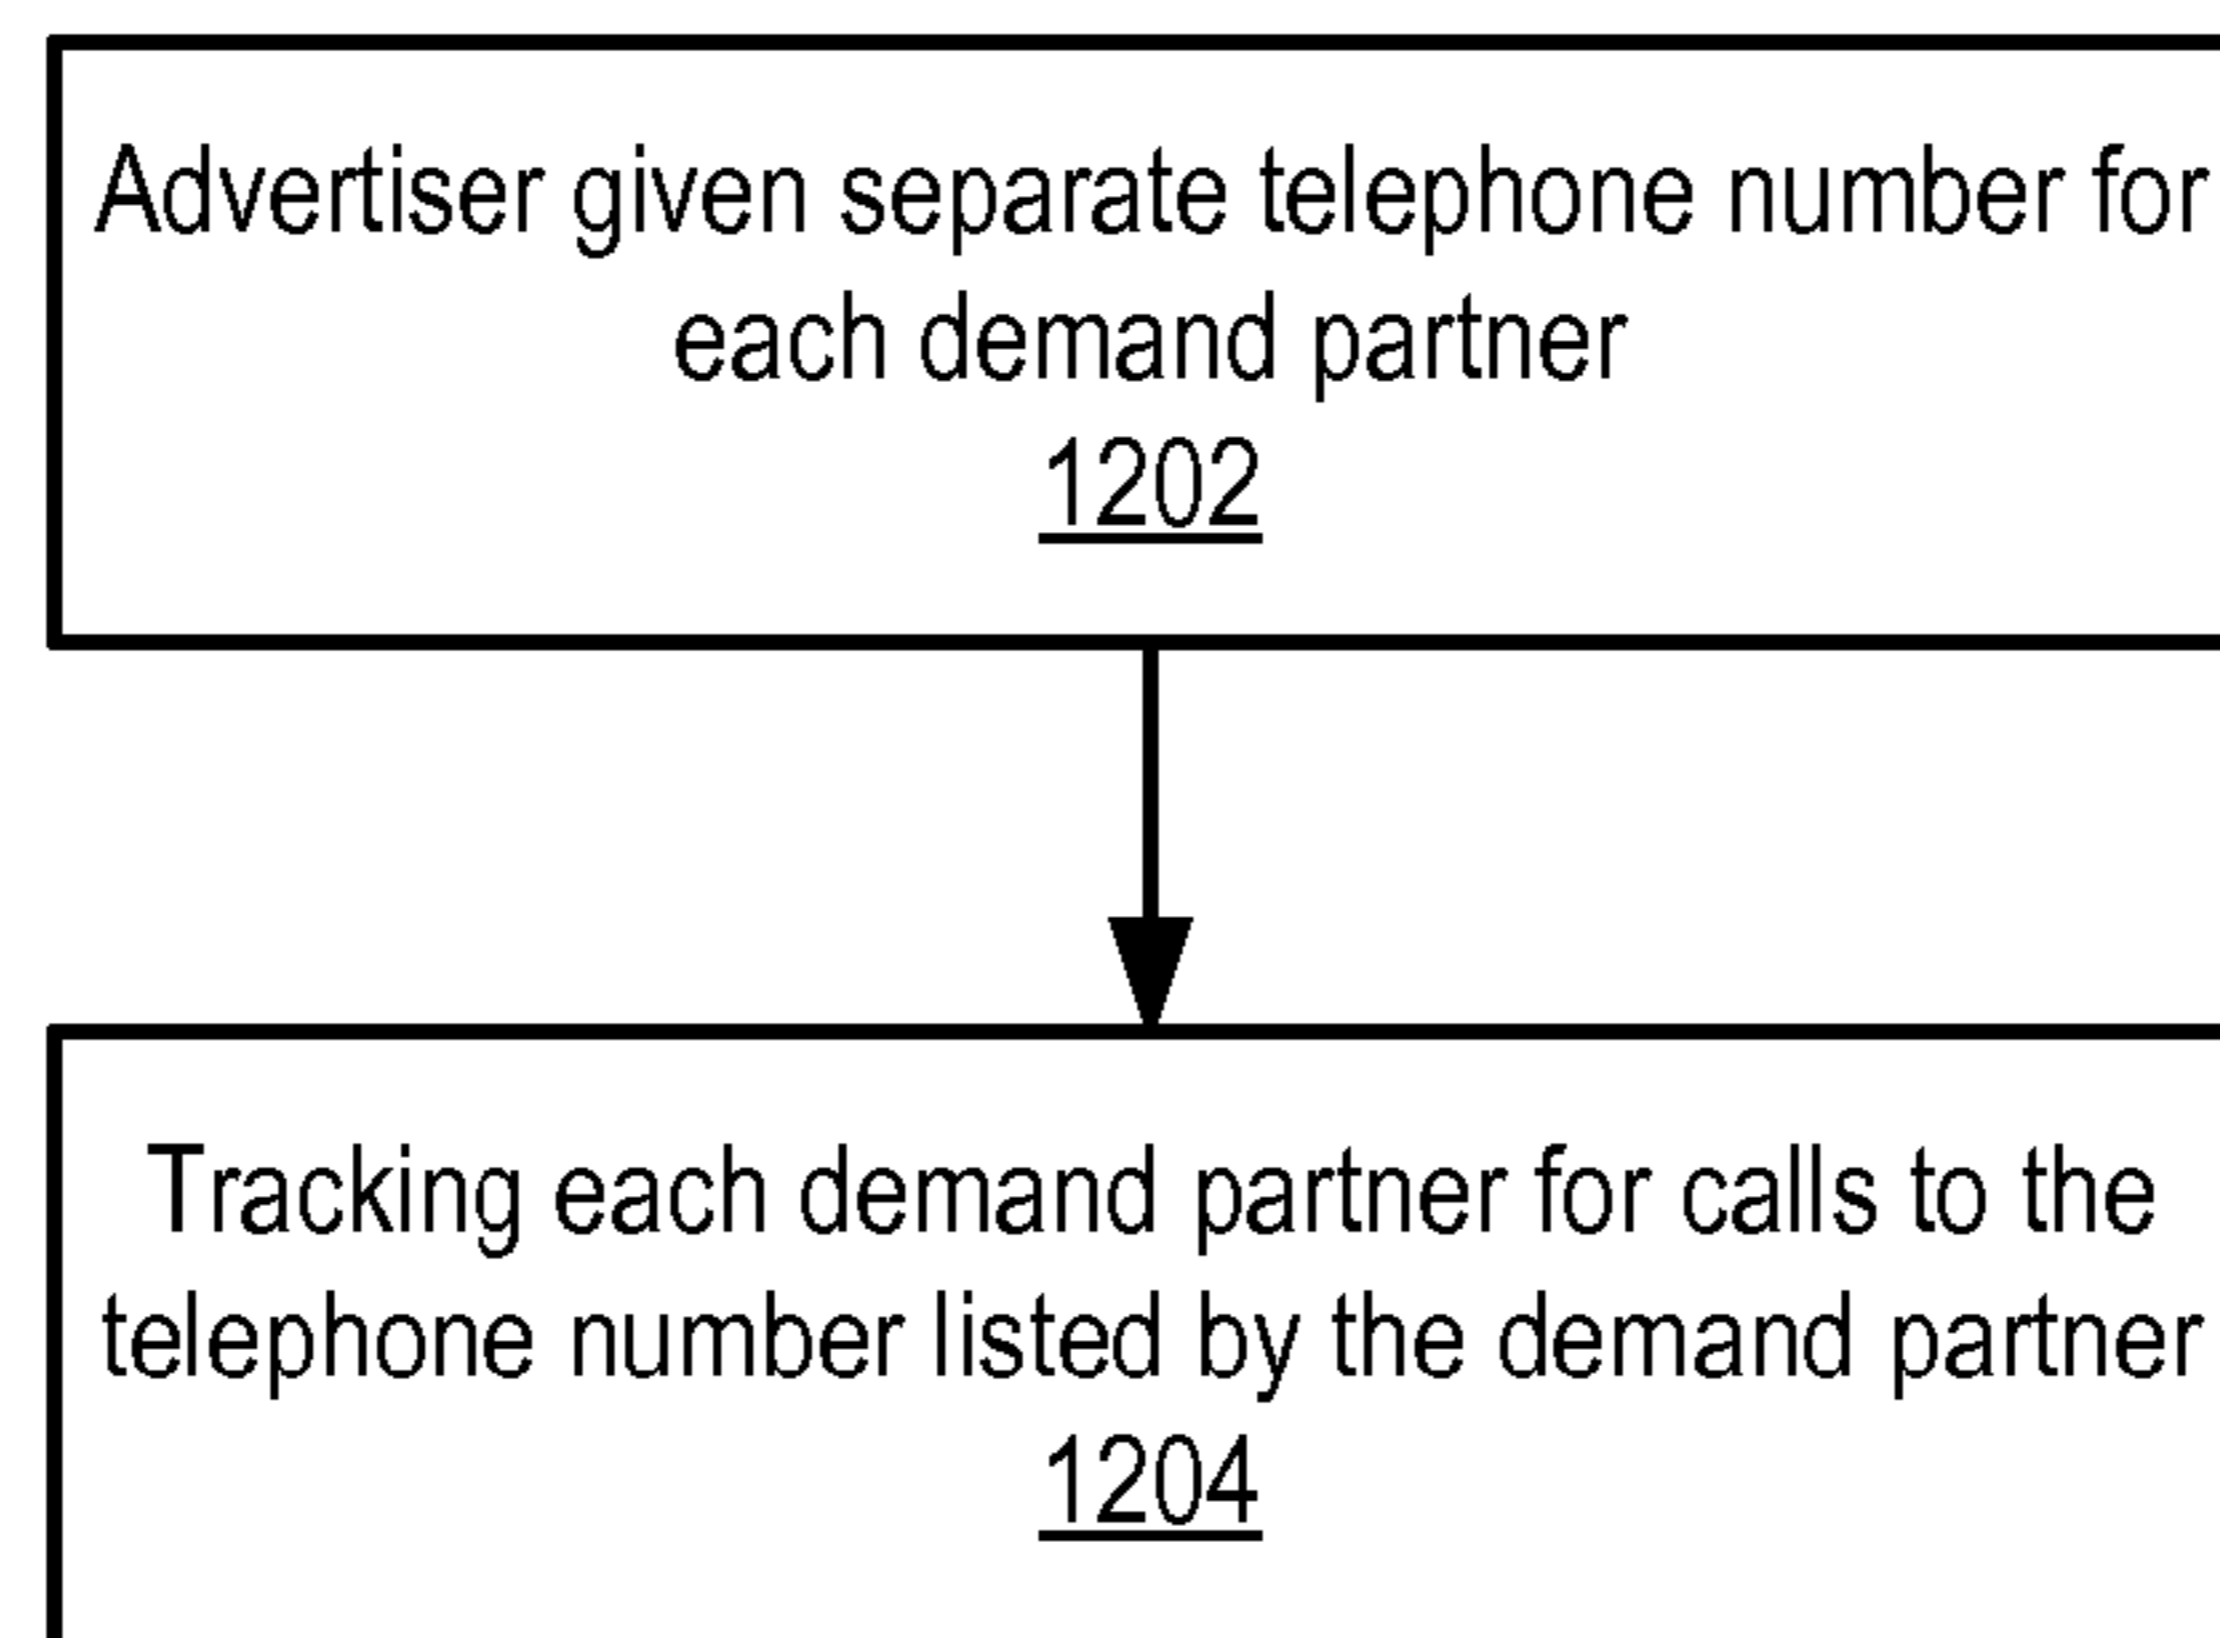 Advertiser given separate telephone number for
each demand partner
1202
Tracking each demand partner for calls to the
telephone number listed by the demand partner
1204